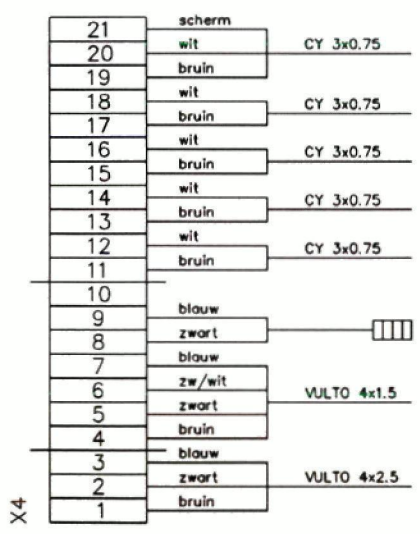 21 scherm
20 wit CY 3x0.75
19 bruin
18 wit
17 bruin CY 3x0.75
16 wit
15 bruin CY 3x0.75
14 wit
13 bruin CY 3x0.75
12 wit
11 bruin CY 3x0.75
10
9 blauw
8 zwart
7 blauw
6 zw/wit
5 zwart VULTO 4x1.5
4 bruin
3 blauw
2 zwart VULTO 4x2.5
1 bruin
X4